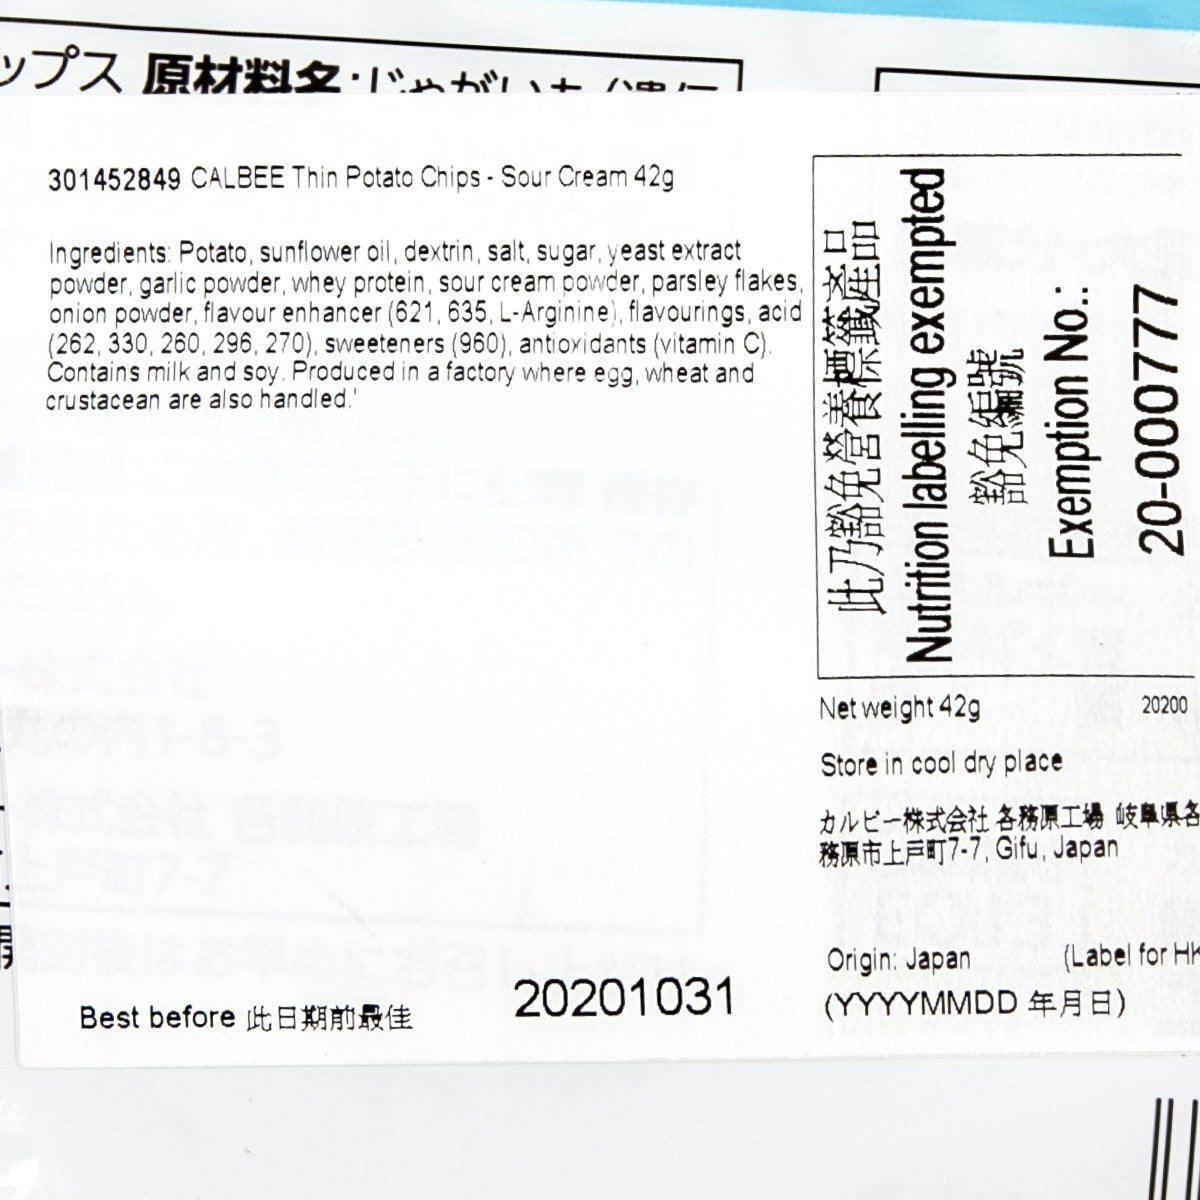 ップス 原材料名:じゃがいも(遺伝
301452849 CALBEE Thin Potato Chips - Sour Cream 42g
Ingredients: Potato, sunflower oil, dextrin, salt, sugar, yeast extract
powder, garlic powder, whey protein, sour cream powder, parsley flakes,
onion powder, flavour enhancer (621, 635, L-Arginine), flavourings, acid
(262, 330, 260, 296, 270), sweeteners (960), antioxidants (vitamin C).
Contains milk and soy. Produced in a factory where egg, wheat and
crustacean are also handled.'
此乃豁免營養標籤產品
Nutrition labelling exempted
豁免編號
Exemption No.:
20-000777
Net weight 42g
20200
Store in cool dry place
カルビー株式会社 各務原工場 岐阜県各
務原市上戸町7-7, Gifu, Japan
Origin: Japan (Label for HK
Best before 此日期前最佳 20201031 (YYYYMMDD 年月日)